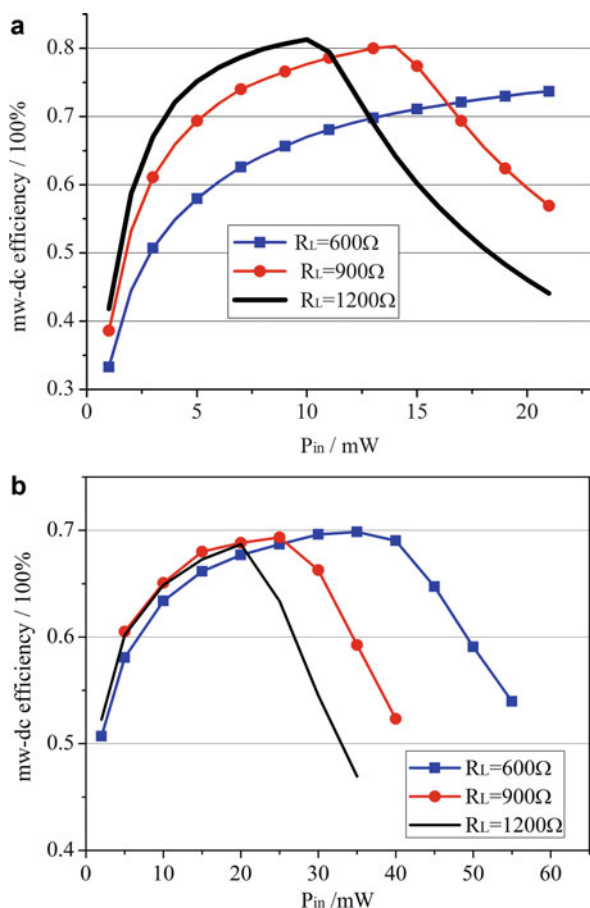 a
mw-dc efficiency / 100%
0.8
0.7
0.6
0.5
0.4
0.3
RL=600Ω
RL=900Ω
RL=1200Ω
0 5 10 15 20
Pin / mW
b
mw-dc efficiency / 100%
0.7
0.6
0.5
0.4
RL=600Ω
RL=900Ω
RL=1200Ω
0 10 20 30 40 50 60
Pin /mW